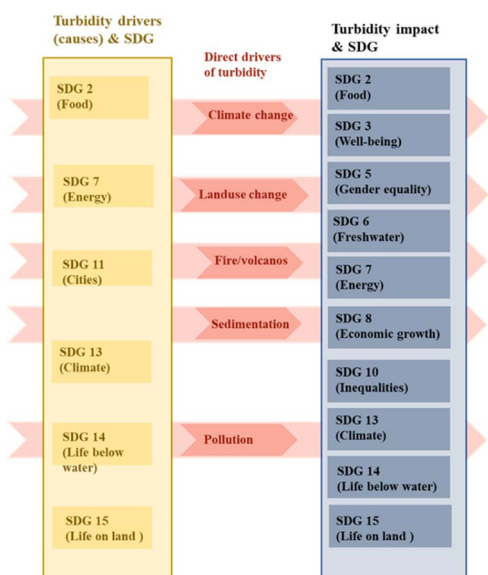 Turbidity drivers
(causes) & SDG
SDG 2
(Food)
SDG 7
(Energy)
SDG 11
(Cities)
SDG 13
(Climate)
SDG 14
(Life below
water)
SDG 15
(Life on land )
Direct drivers
of turbidity
Climate change
Landuse change
Fire/volcanos
Sedimentation
Pollution
Turbidity impact
& SDG
SDG 2
(Food)
SDG 3
(Well-being)
SDG 5
(Gender equality)
SDG 6
(Freshwater)
SDG 7
(Energy)
SDG 8
(Economic growth)
SDG 10
(Inequalities)
SDG 13
(Climate)
SDG 14
(Life below water)
SDG 15
(Life on land )